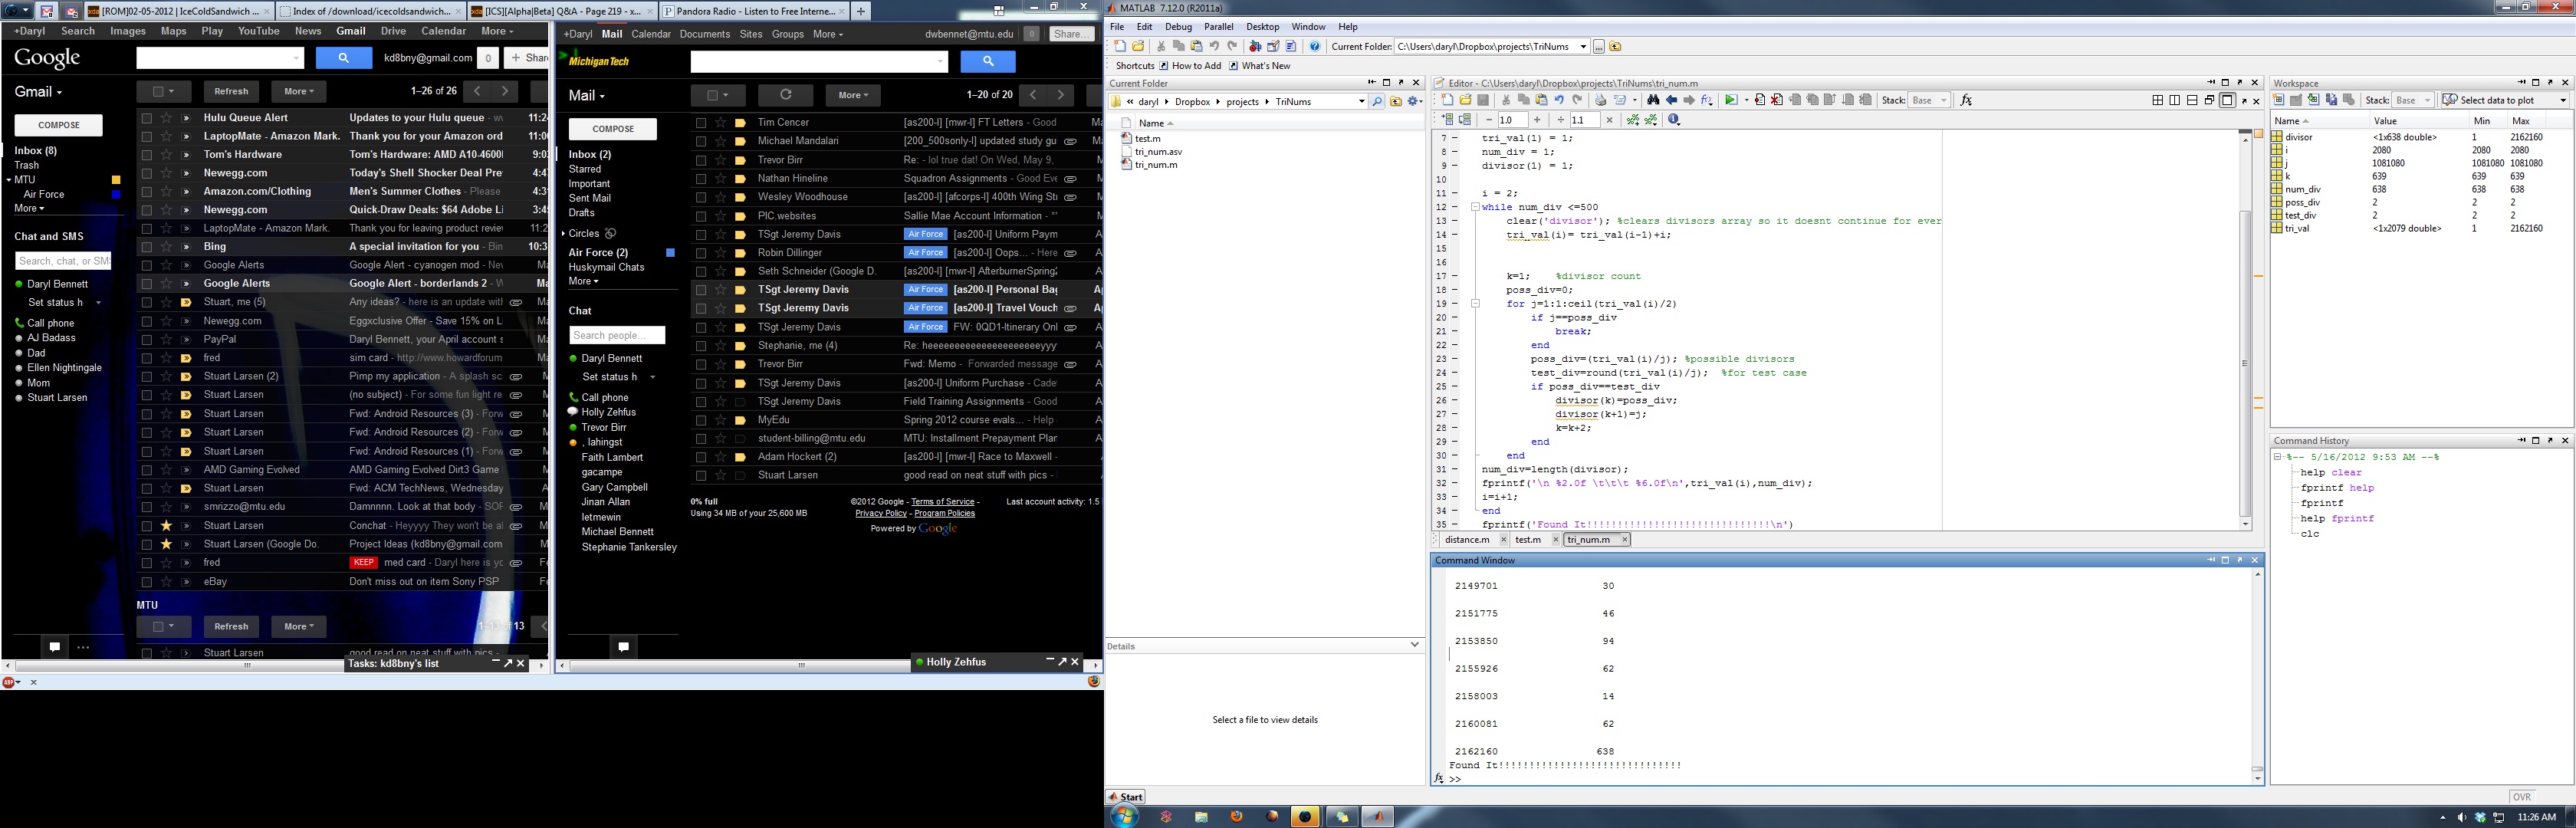 [ROM]02-05-2012 | IceColdSandwich ...
Index of /download/icecoldsandwich...
[ICS][Alpha|Beta] Q&A - Page 219 - x...
Pandora Radio - Listen to Free Interne...
+Daryl Search Images Maps Play YouTube News Gmail Drive Calendar More
Google
kd8bny@gmail.com 0 + Shar
Gmail
Refresh More 1–26 of 26
COMPOSE
Inbox (8)
Trash
MTU
Air Force
More
Chat and SMS
Search, chat, or SMS
Daryl Bennett
Set status h
Call phone
AJ Badass
Dad
Ellen Nightingale
Mom
Stuart Larsen
Hulu Queue Alert Updates to your Hulu queue
LaptopMate - Amazon Mark. Thank you for your Amazon ord
Tom's Hardware Tom's Hardware: AMD A10-4600
Newegg.com Today's Shell Shocker Deal Pre
Amazon.com/Clothing Men's Summer Clothes - Please
Newegg.com Quick-Draw Deals: $64 Adobe Li
LaptopMate - Amazon Mark. Thank you for leaving product revie
Bing A special invitation for you - Bin
Google Alerts Google Alert - cyanogen mod - Ne
Google Alerts Google Alert - borderlands 2
Stuart, me (5) Any ideas? - here is an update with
Newegg.com Eggxclusive Offer - Save 15% on L
PayPal Daryl Bennett, your April account s
fred sim card - http://www.howardforum
Stuart Larsen (2) Pimp my application - A splash sc
Stuart Larsen (no subject) - For some fun light re
Stuart Larsen Fwd: Android Resources (3) - Forw
Stuart Larsen Fwd: Android Resources (2) - Forw
Stuart Larsen Fwd: Android Resources (1) - Forw
AMD Gaming Evolved AMD Gaming Evolved Dirt3 Game
Stuart Larsen Fwd: ACM TechNews, Wednesday
smrizzo@mtu.edu Damnnnn. Look at that body - SOF
Stuart Larsen Conchat - Heyyyy They won't be al
Stuart Larsen (Google Do. Project Ideas (kd8bny@gmail.com
fred KEEP med card - Daryl here is yo
eBay Don't miss out on item Sony PSP
MTU
Refresh More 1–13 of 13
Stuart Larsen good read on neat stuff with pics -
Tasks: kd8bny's list
+Daryl Mail Calendar Documents Sites Groups More dwbennet@mtu.edu 0 Share...
Michigan Tech
Mail
More 1–20 of 20
COMPOSE
Inbox (2)
Starred
Important
Sent Mail
Drafts
Circles
Air Force (2)
Huskymail Chats
More
Chat
Search people...
Daryl Bennett
Set status h
Call phone
Holly Zehfus
Trevor Birr
, lahingst
Faith Lambert
gacampe
Gary Campbell
Jinan Allan
letmewin
Michael Bennett
Stephanie Tankersley
Tim Cencer [as200-l] [mwr-l] FT Letters - Good
Michael Mandalari [200_500sonly-l] updated study gu
Trevor Birr Re: - lol true dat! On Wed, May 9,
Nathan Hineline Squadron Assignments - Good Eve
Wesley Woodhouse [as200-l] [afcorps-l] 400th Wing St
PIC.websites Sallie Mae Account Information - "
TSgt Jeremy Davis Air Force [as200-l] Uniform Paym
Robin Dillinger Air Force [as200-l] Oops... - Here
Seth Schneider (Google D. [as200-l] [mwr-l] AfterburnerSpring
TSgt Jeremy Davis Air Force [as200-l] Personal Bag
TSgt Jeremy Davis Air Force [as200-l] Travel Vouch
TSgt Jeremy Davis Air Force FW: 0QD1-Itinerary Onl
Stephanie, me (4) Re: heeeeeeeeeeeeeeeeeeeeeyyy
Trevor Birr Fwd: Memo - Forwarded message
TSgt Jeremy Davis [as200-l] Uniform Purchase - Cade
TSgt Jeremy Davis Field Training Assignments - Good
MyEdu Spring 2012 course evals... - Help
student-billing@mtu.edu MTU: Installment Prepayment Plan
Adam Hockert (2) [as200-l] [mwr-l] Race to Maxwell -
Stuart Larsen good read on neat stuff with pics -
0% full
Using 34 MB of your 25,600 MB
©2012 Google - Terms of Service -
Privacy Policy - Program Policies
Powered by Google
Last account activity: 1.5
Holly Zehfus
MATLAB 7.12.0 (R2011a)
File Edit Debug Parallel Desktop Window Help
Current Folder: C:\Users\daryl\Dropbox\projects\TriNums
Shortcuts How to Add What's New
Current Folder
« daryl Dropbox projects TriNums
Name
test.m
tri_num.asv
tri_num.m
Details
Select a file to view details
Start
Editor - C:\Users\daryl\Dropbox\projects\TriNums\tri_num.m
Stack: Base
1.0 1.1
7 tri_val(1) = 1;
8 num_div = 1;
9 divisor(1) = 1;
10
11 i = 2;
12 while num_div <=500
13 clear('divisor'); %clears divisors array so it doesnt continue for ever
14 tri_val(i)= tri_val(i-1)+i;
15
16
17 k=1; %divisor count
18 poss_div=0;
19 for j=1:1:ceil(tri_val(i)/2)
20 if j==poss_div
21 break;
22 end
23 poss_div=(tri_val(i)/j); %possible divisors
24 test_div=round(tri_val(i)/j); %for test case
25 if poss_div==test_div
26 divisor(k)=poss_div;
27 divisor(k+1)=j;
28 k=k+2;
29 end
30 end
31 num_div=length(divisor);
32 fprintf('\n %2.0f \t\t\t %6.0f\n',tri_val(i),num_div);
33 i=i+1;
34 end
35 fprintf('Found It!!!!!!!!!!!!!!!!!!!!!!!!!!!!!!\n')
distance.m test.m tri_num.m
Command Window
2149701 30
2151775 46
2153850 94
2155926 62
2158003 14
2160081 62
2162160 638
Found It!!!!!!!!!!!!!!!!!!!!!!!!!!!!!!
>>
Workspace
Stack: Base Select data to plot
Name Value Min Max
divisor <1x638 double> 1 2162160
i 2080 2080 2080
j 1081080 1081080 1081080
k 639 639 639
num_div 638 638 638
poss_div 2 2 2
test_div 2 2 2
tri_val <1x2079 double> 1 2162160
Command History
%-- 5/16/2012 9:53 AM --%
help clear
fprintf help
fprintf
help fprintf
clc
OVR
11:26 AM